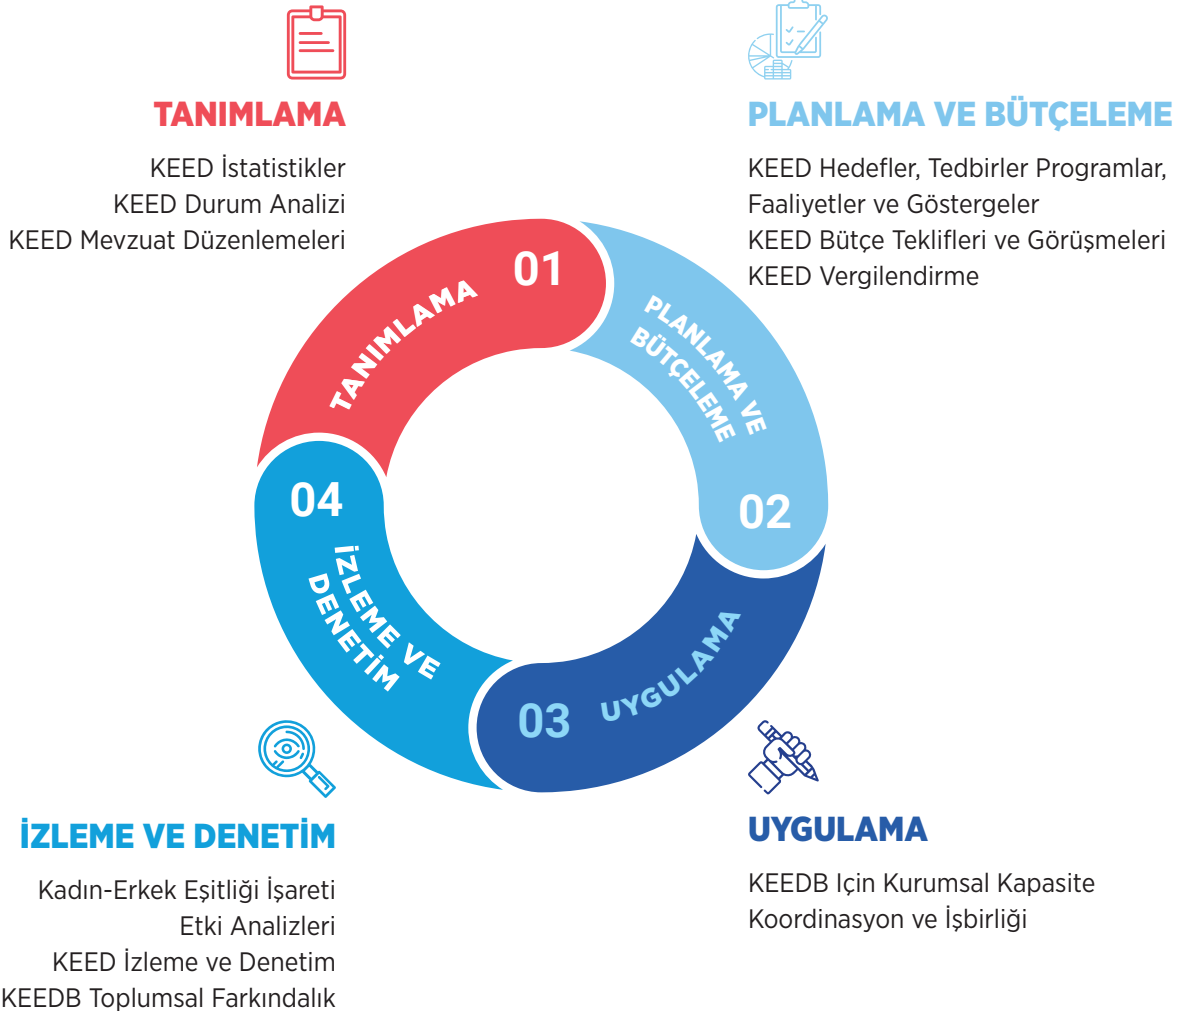 TANIMLAMA
KEED İstatistikler
KEED Durum Analizi
KEED Mevzuat Düzenlemeleri
PLANLAMA VE BÜTÇELEME
KEED Hedefler, Tedbirler Programlar,
Faaliyetler ve Göstergeler
KEED Bütçe Teklifleri ve Görüşmeleri
KEED Vergilendirme
01
TANIMLAMA
PLANLAMA VE
BÜTÇELEME
02
03
UYGULAMA
04
İZLEME VE
DENETİM
İZLEME VE DENETİM
Kadın-Erkek Eşitliği İşareti
Etki Analizleri
KEED İzleme ve Denetim
KEEDB Toplumsal Farkındalık
UYGULAMA
KEEDB Için Kurumsal Kapasite
Koordinasyon ve İşbirliği